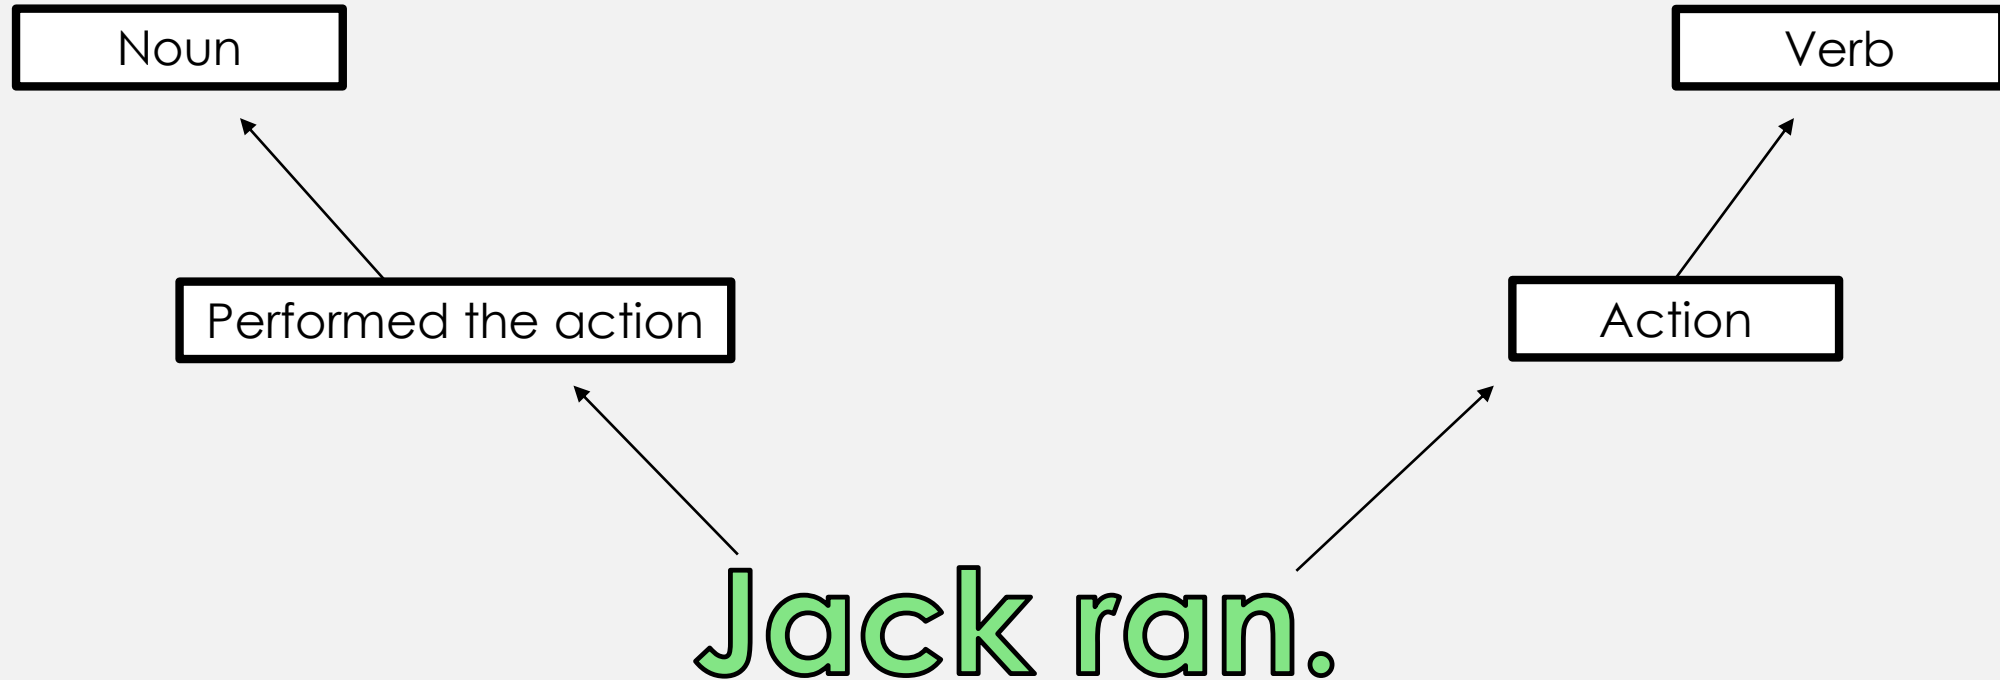 Noun
Verb
Performed the action
Action
Jack ran.